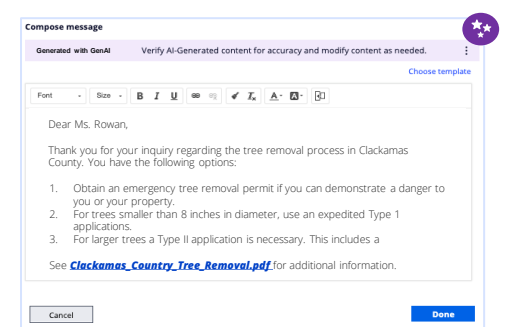 Compose message
Generated with GenAI Verify AI-Generated content for accuracy and modify content as needed.
Choose template
Font Size B I U A A
Dear Ms. Rowan,
Thank you for your inquiry regarding the tree removal process in Clackamas
County. You have the following options:
1. Obtain an emergency tree removal permit if you can demonstrate a danger to
you or your property.
2. For trees smaller than 8 inches in diameter, use an expedited Type 1
applications.
3. For larger trees a Type II application is necessary. This includes a
See Clackamas_Country_Tree_Removal.pdf for additional information.
Cancel Done